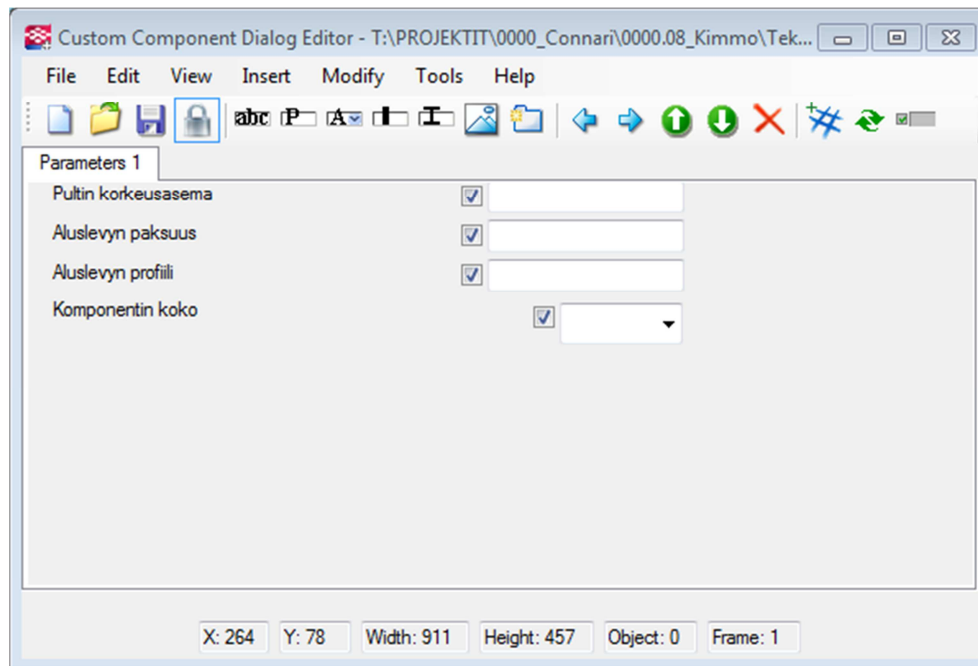 Custom Component Dialog Editor - T:\PROJEKTIT\0000_Connari\0000.08_Kimmo\Tek...
File Edit View Insert Modify Tools Help
abc P A
Parameters 1
Pultin korkeusasema
Aluslevyn paksuus
Aluslevyn profiili
Komponentin koko
X: 264 Y: 78 Width: 911 Height: 457 Object: 0 Frame: 1